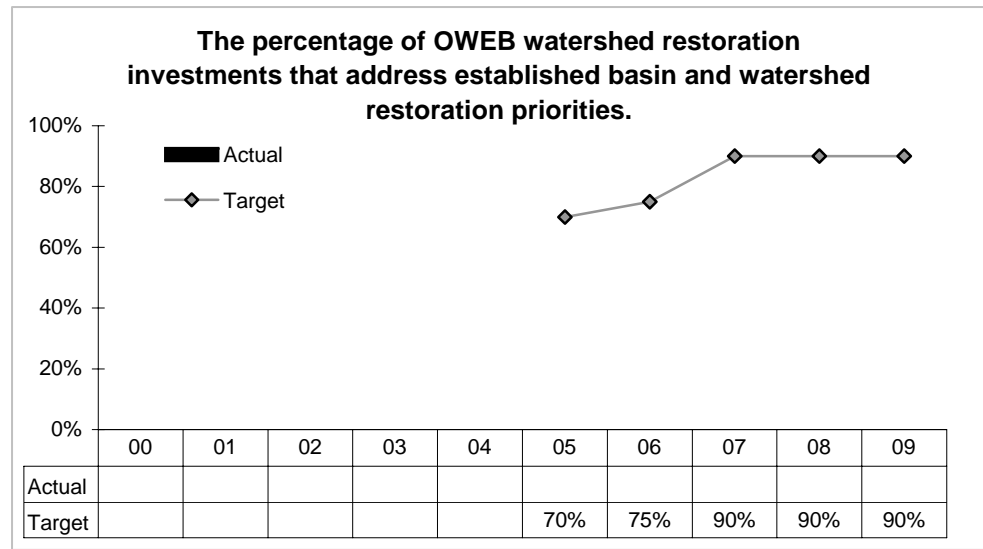 The percentage of OWEB watershed restoration
investments that address established basin and watershed
restoration priorities.
100%
80%
60%
40%
20%
0%
Actual
Target
00 01 02 03 04 05 06 07 08 09
Actual
Target 70% 75% 90% 90% 90%